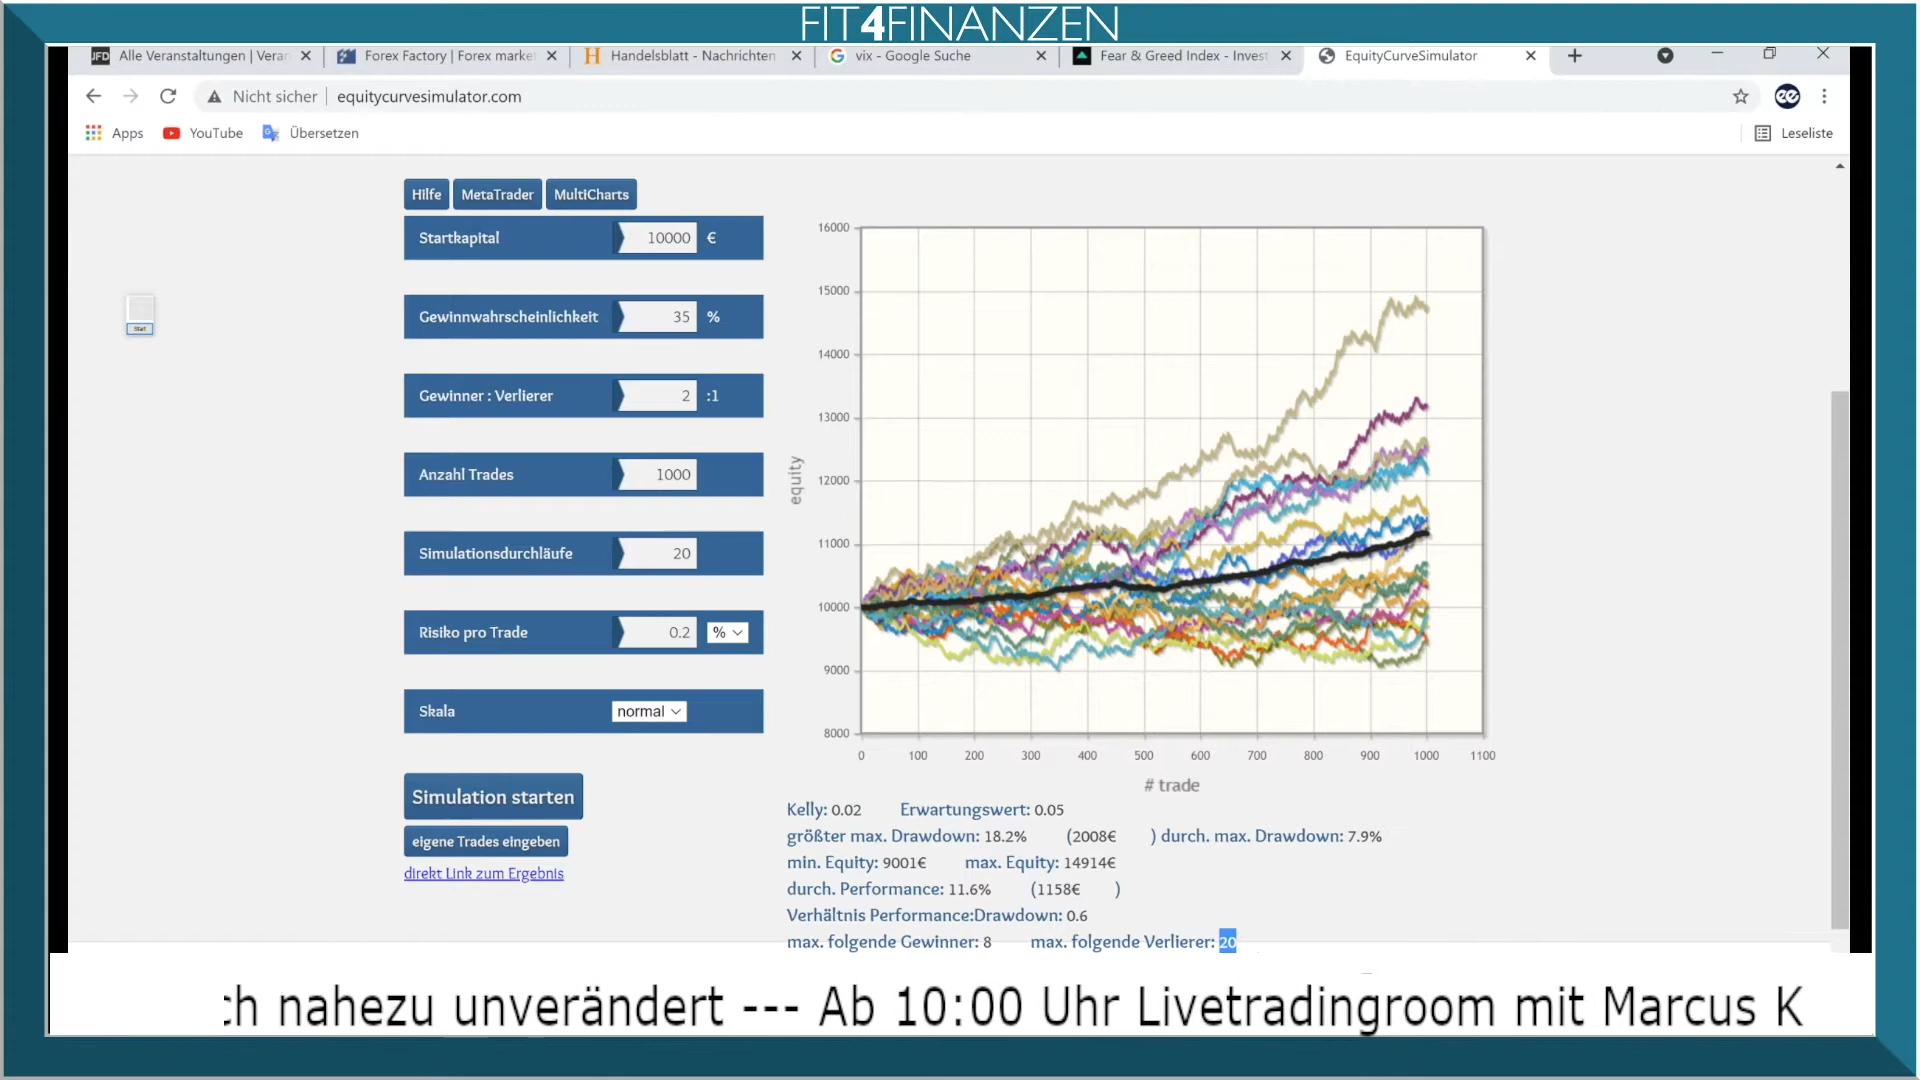 FIT4FINANZEN
JFD Alle Veranstaltungen | Veran
Forex Factory | Forex marke
Handelsblatt - Nachrichten
vix - Google Suche
Fear & Greed Index - Invest
EquityCurveSimulator
Nicht sicher equitycurvesimulator.com
Apps YouTube Übersetzen Leseliste
Hilfe MetaTrader MultiCharts
Startkapital 10000 €
Gewinnwahrscheinlichkeit 35 %
Gewinner : Verlierer 2 :1
Anzahl Trades 1000
Simulationsdurchläufe 20
Risiko pro Trade 0.2 %
Skala normal
Simulation starten
eigene Trades eingeben
direkt Link zum Ergebnis
Start
16000
15000
14000
13000
12000
11000
10000
9000
8000
equity
0 100 200 300 400 500 600 700 800 900 1000 1100
# trade
Kelly: 0.02 Erwartungswert: 0.05
größter max. Drawdown: 18.2% (2008€ ) durch. max. Drawdown: 7.9%
min. Equity: 9001€ max. Equity: 14914€
durch. Performance: 11.6% (1158€ )
Verhältnis Performance:Drawdown: 0.6
max. folgende Gewinner: 8 max. folgende Verlierer: 20
ch nahezu unverändert --- Ab 10:00 Uhr Livetradingroom mit Marcus K